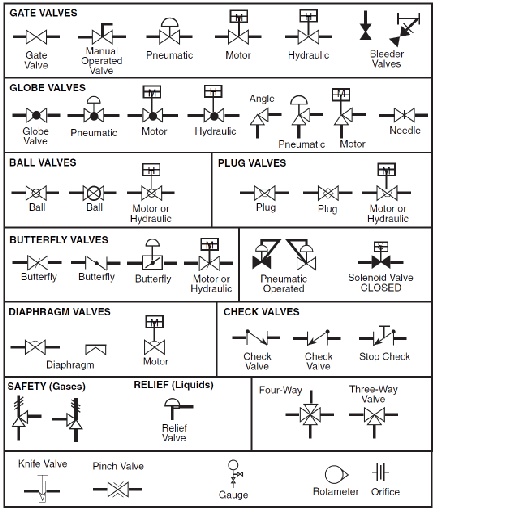 GATE VALVES
M
H
Gate
Valve
Manua
Operated
Valve
Pneumatic
Motor
Hydraulic
Bleeder
Valves
GLOBE VALVES
M
H
Angle
M
Globe
Valve
Pneumatic
Motor
Hydraulic
Pneumatic
Motor
Needle
BALL VALVES
H
Ball
Ball
Motor or
Hydraulic
PLUG VALVES
M
Plug
Plug
Motor or
Hydraulic
BUTTERFLY VALVES
M
Butterfly
Butterfly
Butterfly
Motor or
Hydraulic
Pneumatic
Operated
S
Solenoid Valve
CLOSED
DIAPHRAGM VALVES
M
Diaphragm
Motor
CHECK VALVES
Check
Valve
Check
Valve
Stop Check
SAFETY (Gases)
RELIEF (Liquids)
Relief
Valve
Four-Way
Three-Way
Valve
Knife Valve
Pinch Valve
Gauge
Rotameter
Orifice